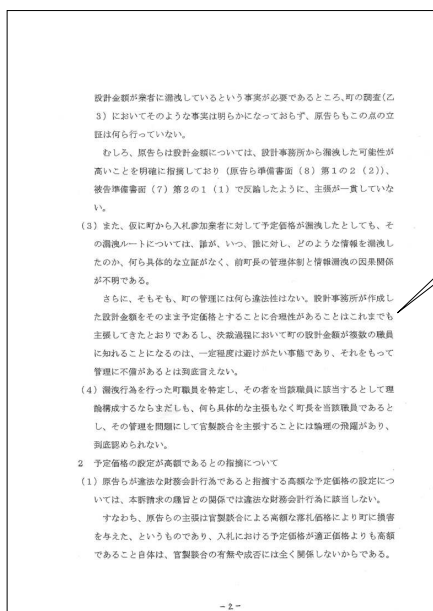 設計金額が業者に漏洩しているという事実が必要であるところ、町の調査(乙
3)においてそのような事実は明らかになっておらず、原告らもこの点の立
証は何ら行っていない。
むしろ、原告らは設計金額については、設計事務所から漏洩した可能性が
高いことを明確に指摘しており(原告ら準備書面(8)第1の2(2))、
被告準備書面(7)第2の1(1)で反論したように、主張が一貫していな
い。
(3)また、仮に町から入札参加業者に対して予定価格が漏洩したとしても、そ
の漏洩ルートについては、誰が、いつ、誰に対し、どのような情報を漏洩し
たのか、何ら具体的な立証がなく、前町長の管理体制と情報漏洩の因果関係
が不明である。
さらに、そもそも、町の管理には何ら違法性はない。設計事務所が作成し
た設計金額をそのまま予定価格とすることに合理性があることはこれまでも
主張してきたとおりであるし、決裁過程において町の設計金額が複数の職員
に知れることになるのは、一定程度は避けがたい事態であり、それをもって
管理に不備があるとは到底言えない。
(4)漏洩行為を行った町職員を特定し、その者を当該職員に該当するとして理
論構成するならまだしも、何ら具体的な主張もなく町長を当該職員であると
し、その管理を問題にして官製談合を主張することには論理の飛躍があり、
到底認められない。
2 予定価格の設定が高額であるとの指摘について
(1)原告らが違法な財務会計行為であると指摘する高額な予定価格の設定につ
いては、本訴請求の趣旨との関係では違法な財務会計行為に該当しない。
すなわち、原告らの主張は官製談合による高額な落札価格により町に損害
を与えた、というものであり、入札における予定価格が適正価格よりも高額
であること自体は、官製談合の有無や成否には全く関係しないからである。
-2-